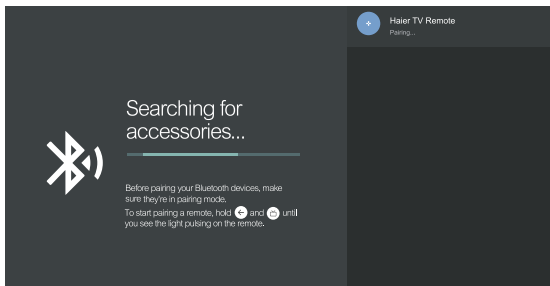 Searching for
accessories...
Before pairing your Bluetooth devices, make
sure they're in pairing mode.
To start pairing a remote, hold and until
you see the light pulsing on the remote.
Haier TV Remote
Pairing...